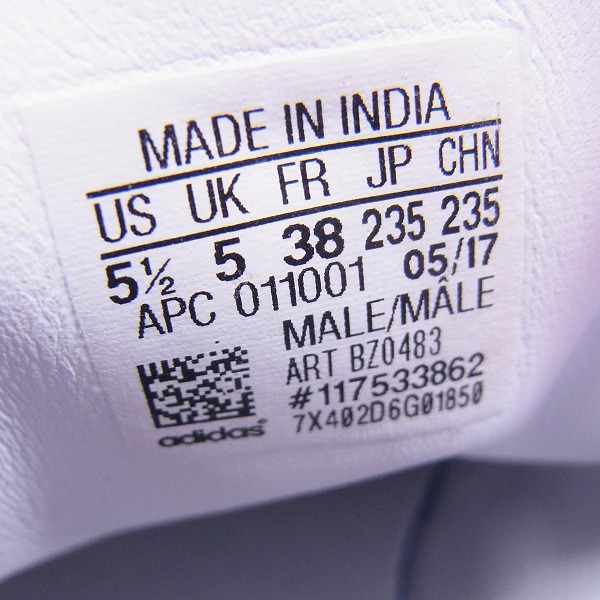 MADE IN INDIA
US UK FR JP CHN
5½ 5 38 235 235
APC 011001 05/17
MALE/MÂLE
ART BZ0483
#117533862
7X402D6G01850
adidas